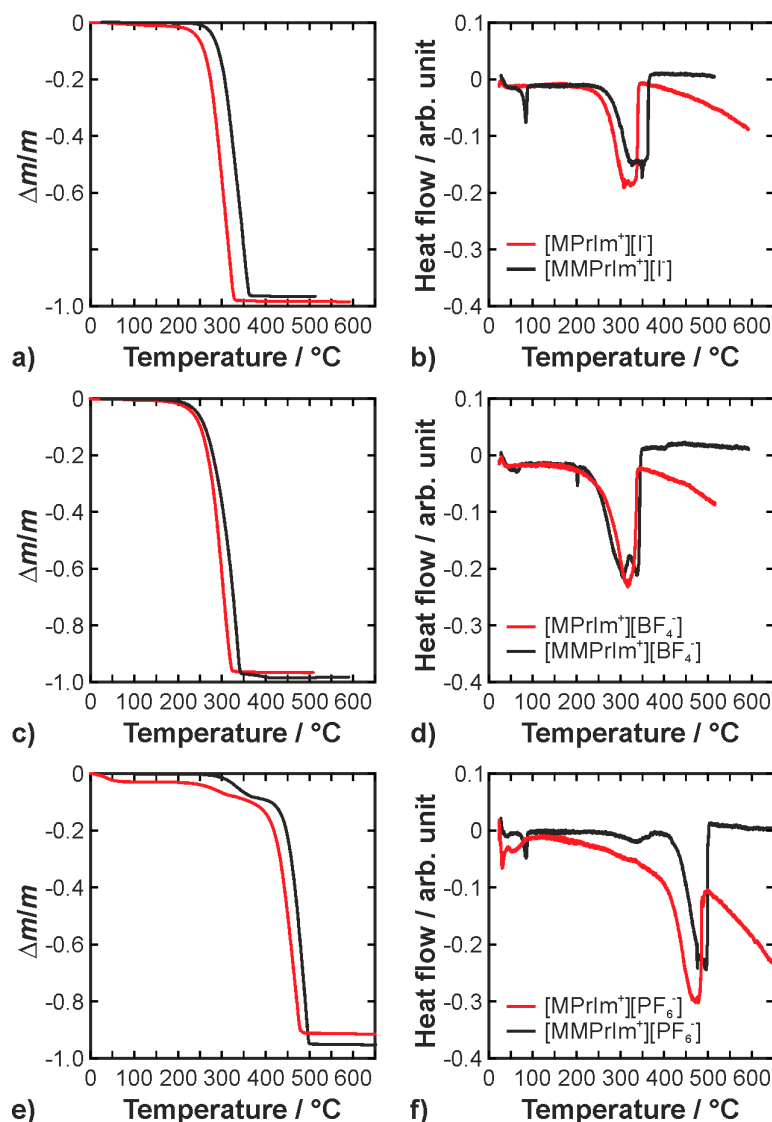 0
-0.2
-0.4
-0.6
-0.8
-1.0
Δm/m
0 100 200 300 400 500 600
Temperature / °C
a)
0.1
0
-0.1
-0.2
-0.3
-0.4
Heat flow / arb. unit
[MPrIm⁺][I⁻]
[MMPrIm⁺][I⁻]
0 100 200 300 400 500 600
Temperature / °C
b)
0
-0.2
-0.4
-0.6
-0.8
-1.0
Δm/m
0 100 200 300 400 500 600
Temperature / °C
c)
0.1
0
-0.1
-0.2
-0.3
-0.4
Heat flow / arb. unit
[MPrIm⁺][BF₄⁻]
[MMPrIm⁺][BF₄⁻]
0 100 200 300 400 500 600
Temperature / °C
d)
0
-0.2
-0.4
-0.6
-0.8
-1.0
Δm/m
0 100 200 300 400 500 600
Temperature / °C
e)
0.1
0
-0.1
-0.2
-0.3
-0.4
Heat flow / arb. unit
[MPrIm⁺][PF₆⁻]
[MMPrIm⁺][PF₆⁻]
0 100 200 300 400 500 600
Temperature / °C
f)